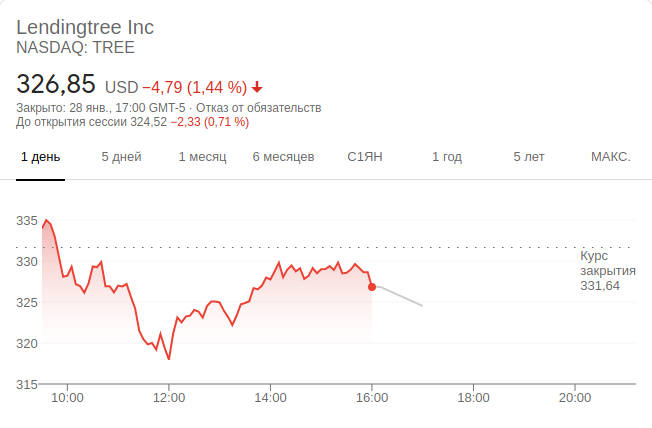 Lendingtree Inc
NASDAQ: TREE
326,85 USD −4,79 (1,44 %)
Закрыто: 28 янв., 17:00 GMT-5 · Отказ от обязательств
До открытия сессии 324,52 −2,33 (0,71 %)
1 день 5 дней 1 месяц 6 месяцев С1ЯН 1 год 5 лет МАКС.
335
330
325
320
315
Курс
закрытия
331,64
10:00 12:00 14:00 16:00 18:00 20:00